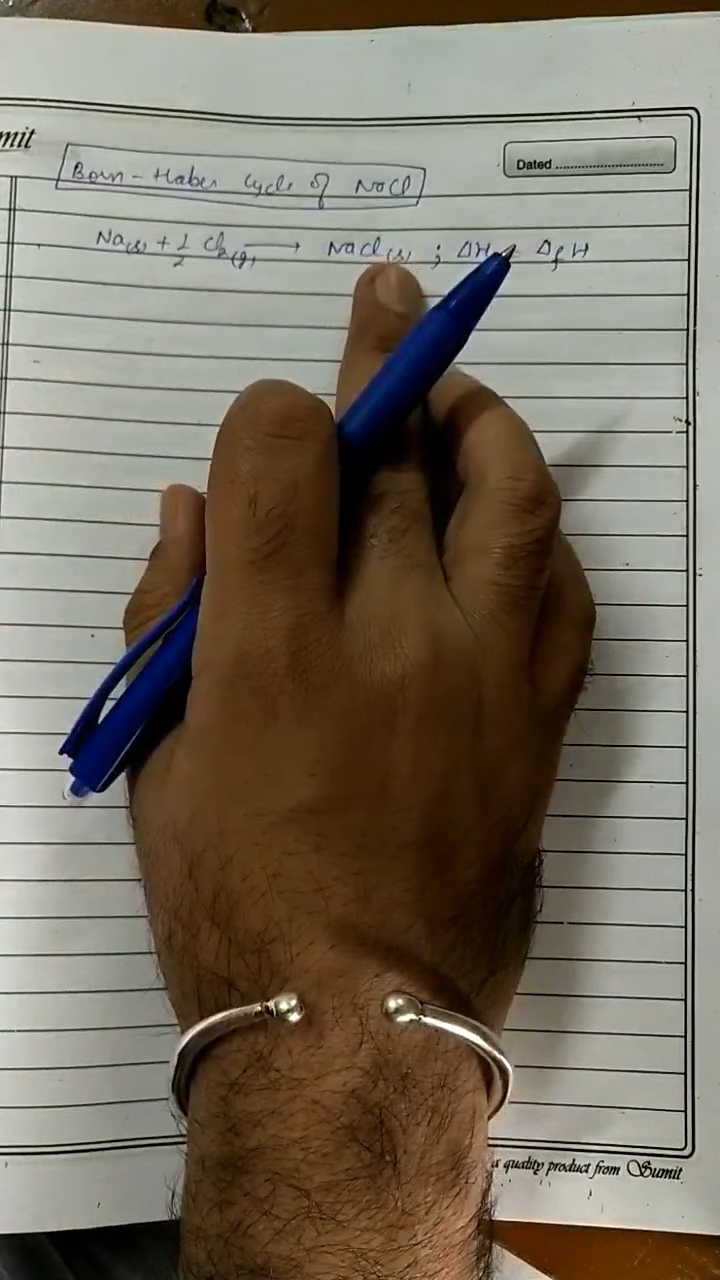 mit
Dated
Born-Haber Cycle of NaCl
Na(s) + 1/2 Cl2(g) → NaCl(s) ; ΔH = ΔfH
a quality product from Sumit